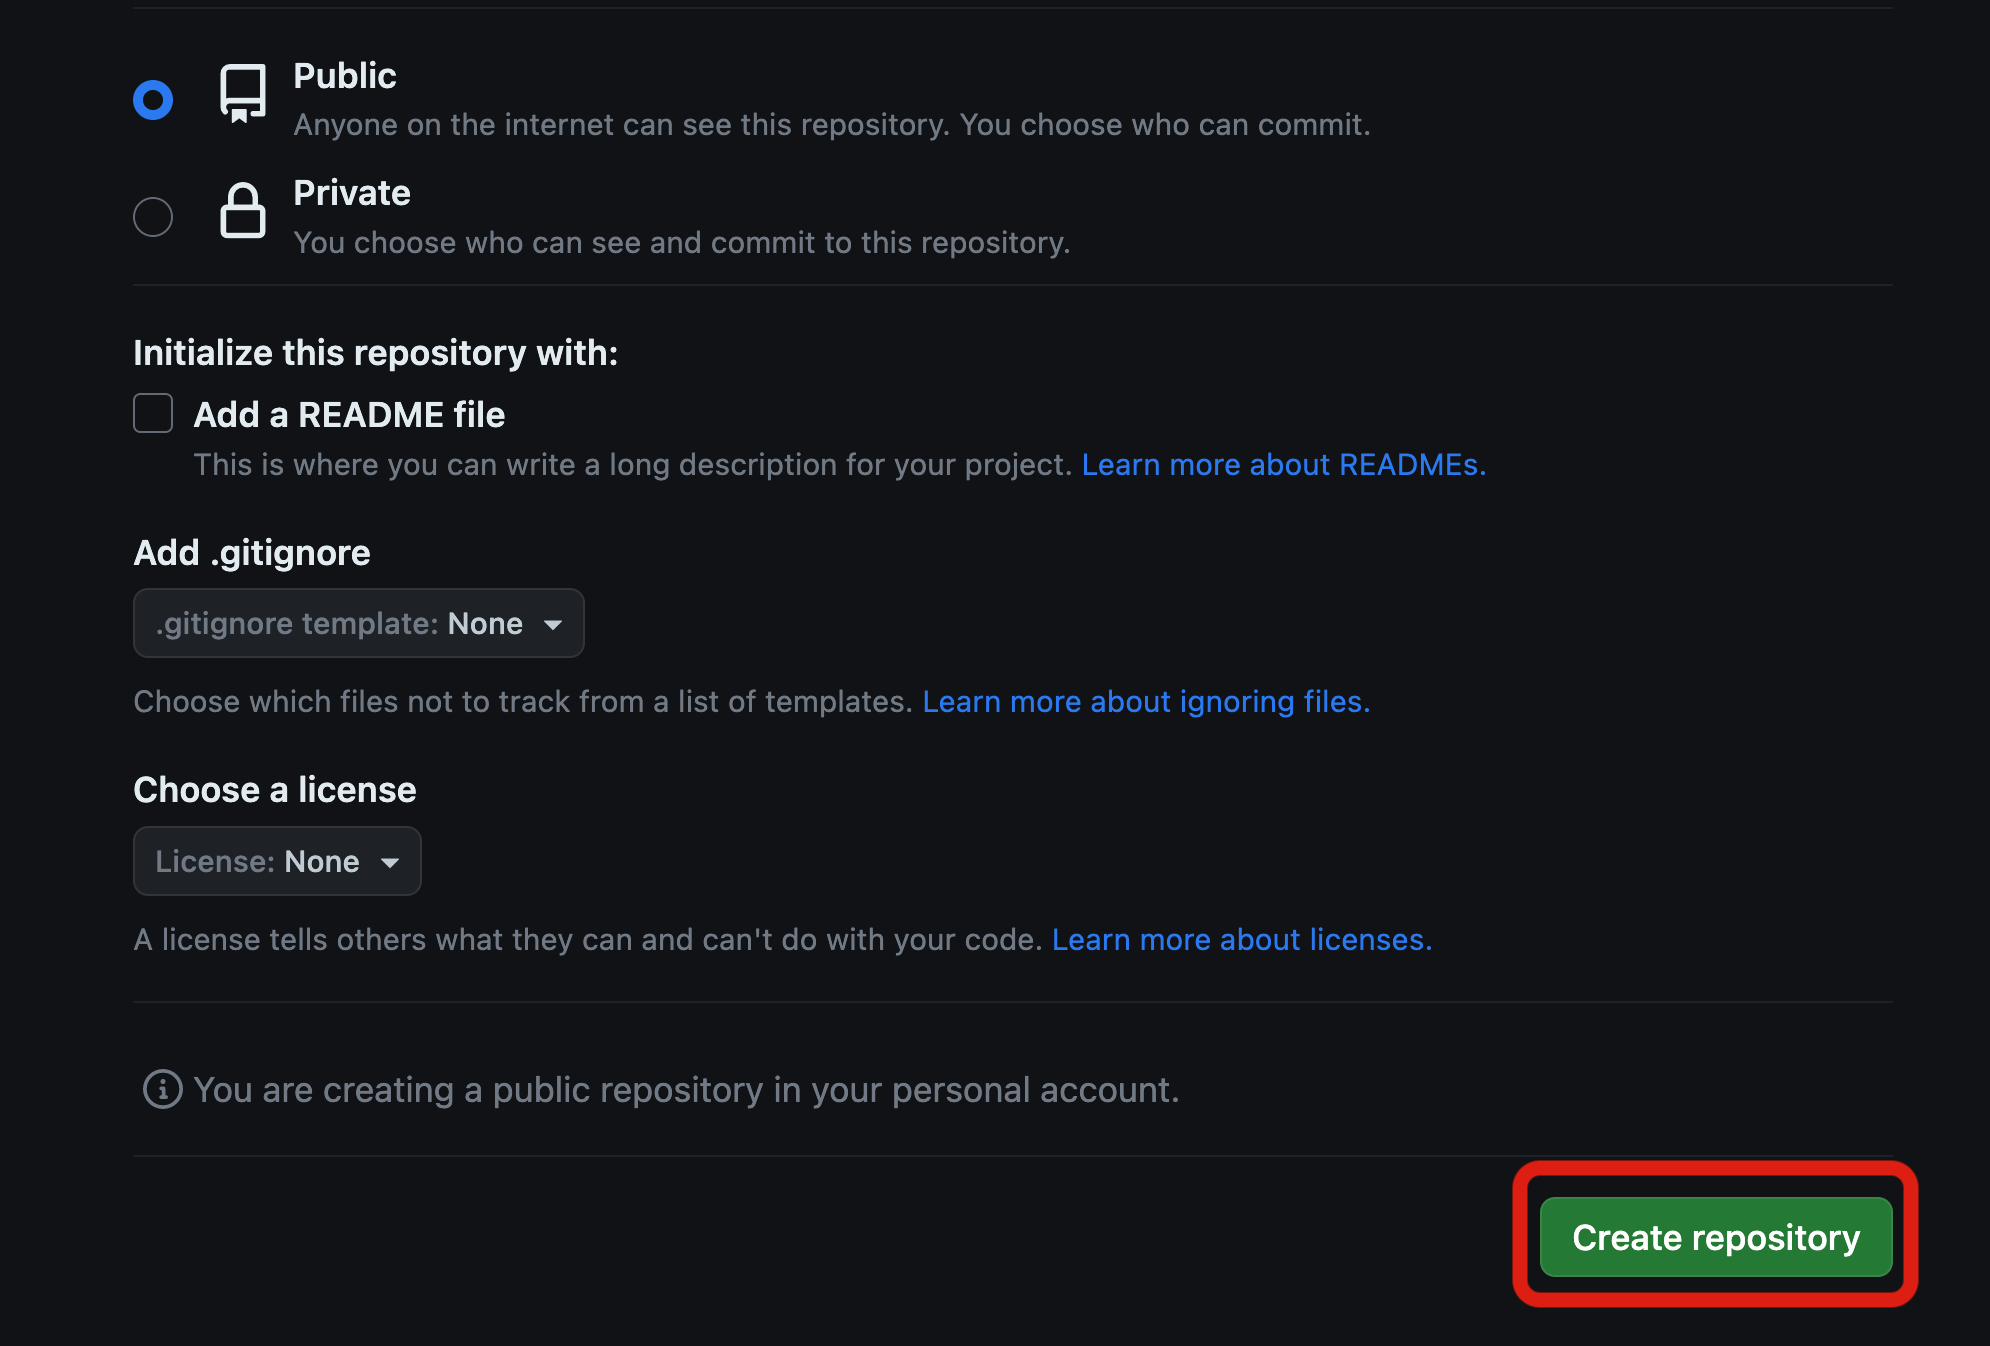 Public
Anyone on the internet can see this repository. You choose who can commit.
Private
You choose who can see and commit to this repository.
Initialize this repository with:
Add a README file
This is where you can write a long description for your project. Learn more about READMEs.
Add .gitignore
.gitignore template: None
Choose which files not to track from a list of templates. Learn more about ignoring files.
Choose a license
License: None
A license tells others what they can and can't do with your code. Learn more about licenses.
You are creating a public repository in your personal account.
Create repository